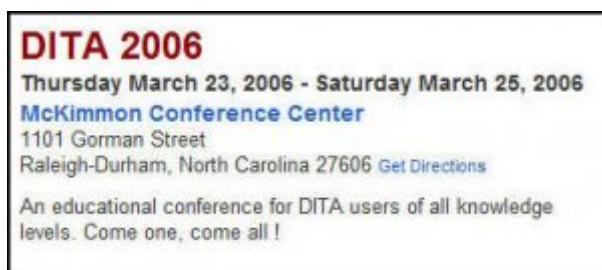 DITA 2006
Thursday March 23, 2006 - Saturday March 25, 2006
McKimmon Conference Center
1101 Gorman Street
Raleigh-Durham, North Carolina 27606 Get Directions
An educational conference for DITA users of all knowledge
levels. Come one, come all !